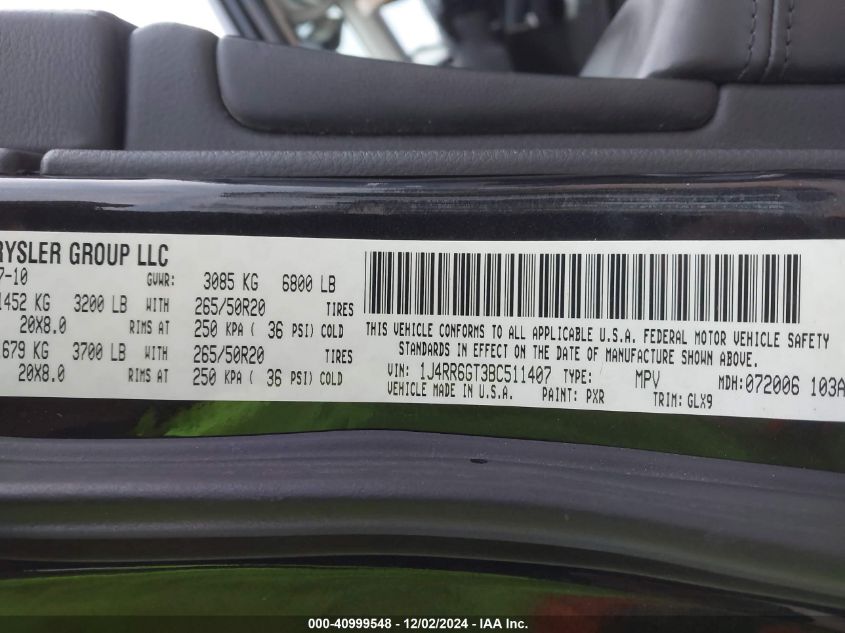 RYSLER GROUP LLC
7-10 GVWR: 3085 KG 6800 LB
1452 KG 3200 LB WITH 265/50R20 TIRES
20X8.0 RIMS AT 250 KPA ( 36 PSI) COLD
1679 KG 3700 LB WITH 265/50R20 TIRES
20X8.0 RIMS AT 250 KPA ( 36 PSI) COLD
THIS VEHICLE CONFORMS TO ALL APPLICABLE U.S.A. FEDERAL MOTOR VEHICLE SAFETY
STANDARDS IN EFFECT ON THE DATE OF MANUFACTURE SHOWN ABOVE.
VIN: 1J4RR6GT3BC511407 TYPE: MPV MDH:072006 103A
VEHICLE MADE IN U.S.A. PAINT: PXR TRIM: GLX9
000-40999548 - 12/02/2024 - IAA Inc.